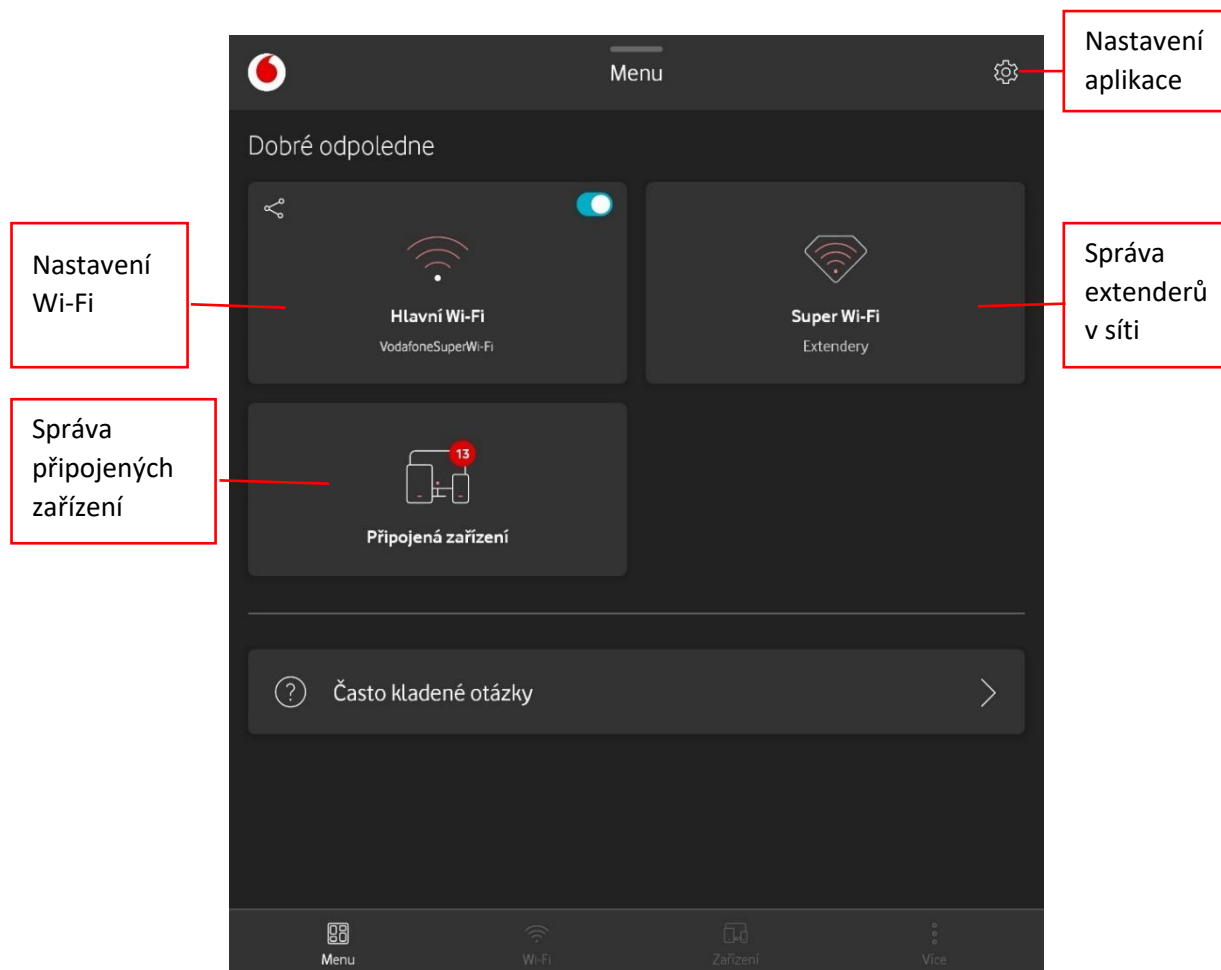 Nastavení
aplikace
Menu
Dobré odpoledne
Nastavení
Wi-Fi
Hlavní Wi-Fi
VodafoneSuperWi-Fi
Super Wi-Fi
Extendery
Správa
extenderů
v síti
Správa
připojených
zařízení
13
Připojená zařízení
? Často kladené otázky
Menu
Wi-Fi
Zařízení
Více